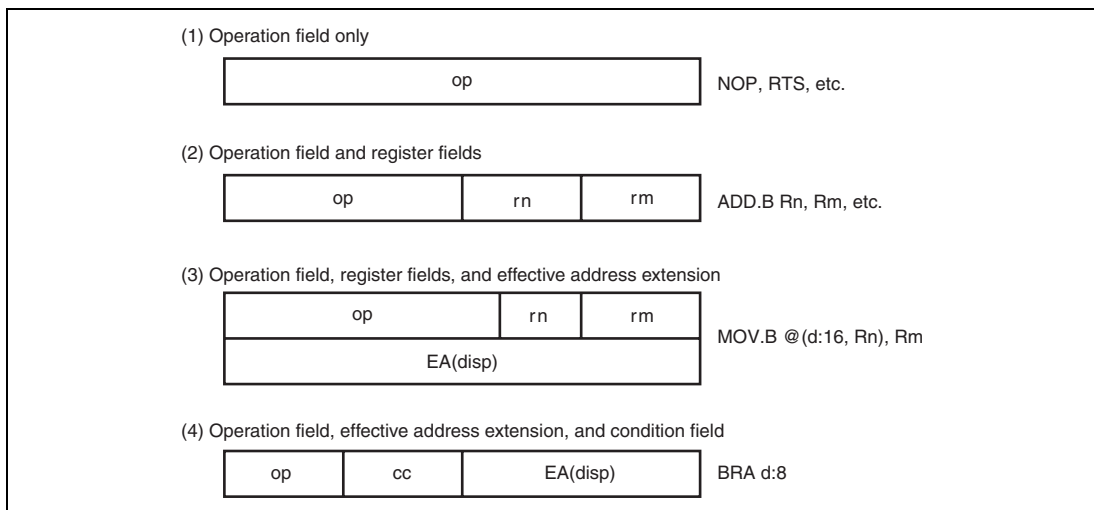 (1) Operation field only
op
NOP, RTS, etc.
(2) Operation field and register fields
op rn rm
ADD.B Rn, Rm, etc.
(3) Operation field, register fields, and effective address extension
op rn rm
EA(disp)
MOV.B @(d:16, Rn), Rm
(4) Operation field, effective address extension, and condition field
op cc EA(disp)
BRA d:8